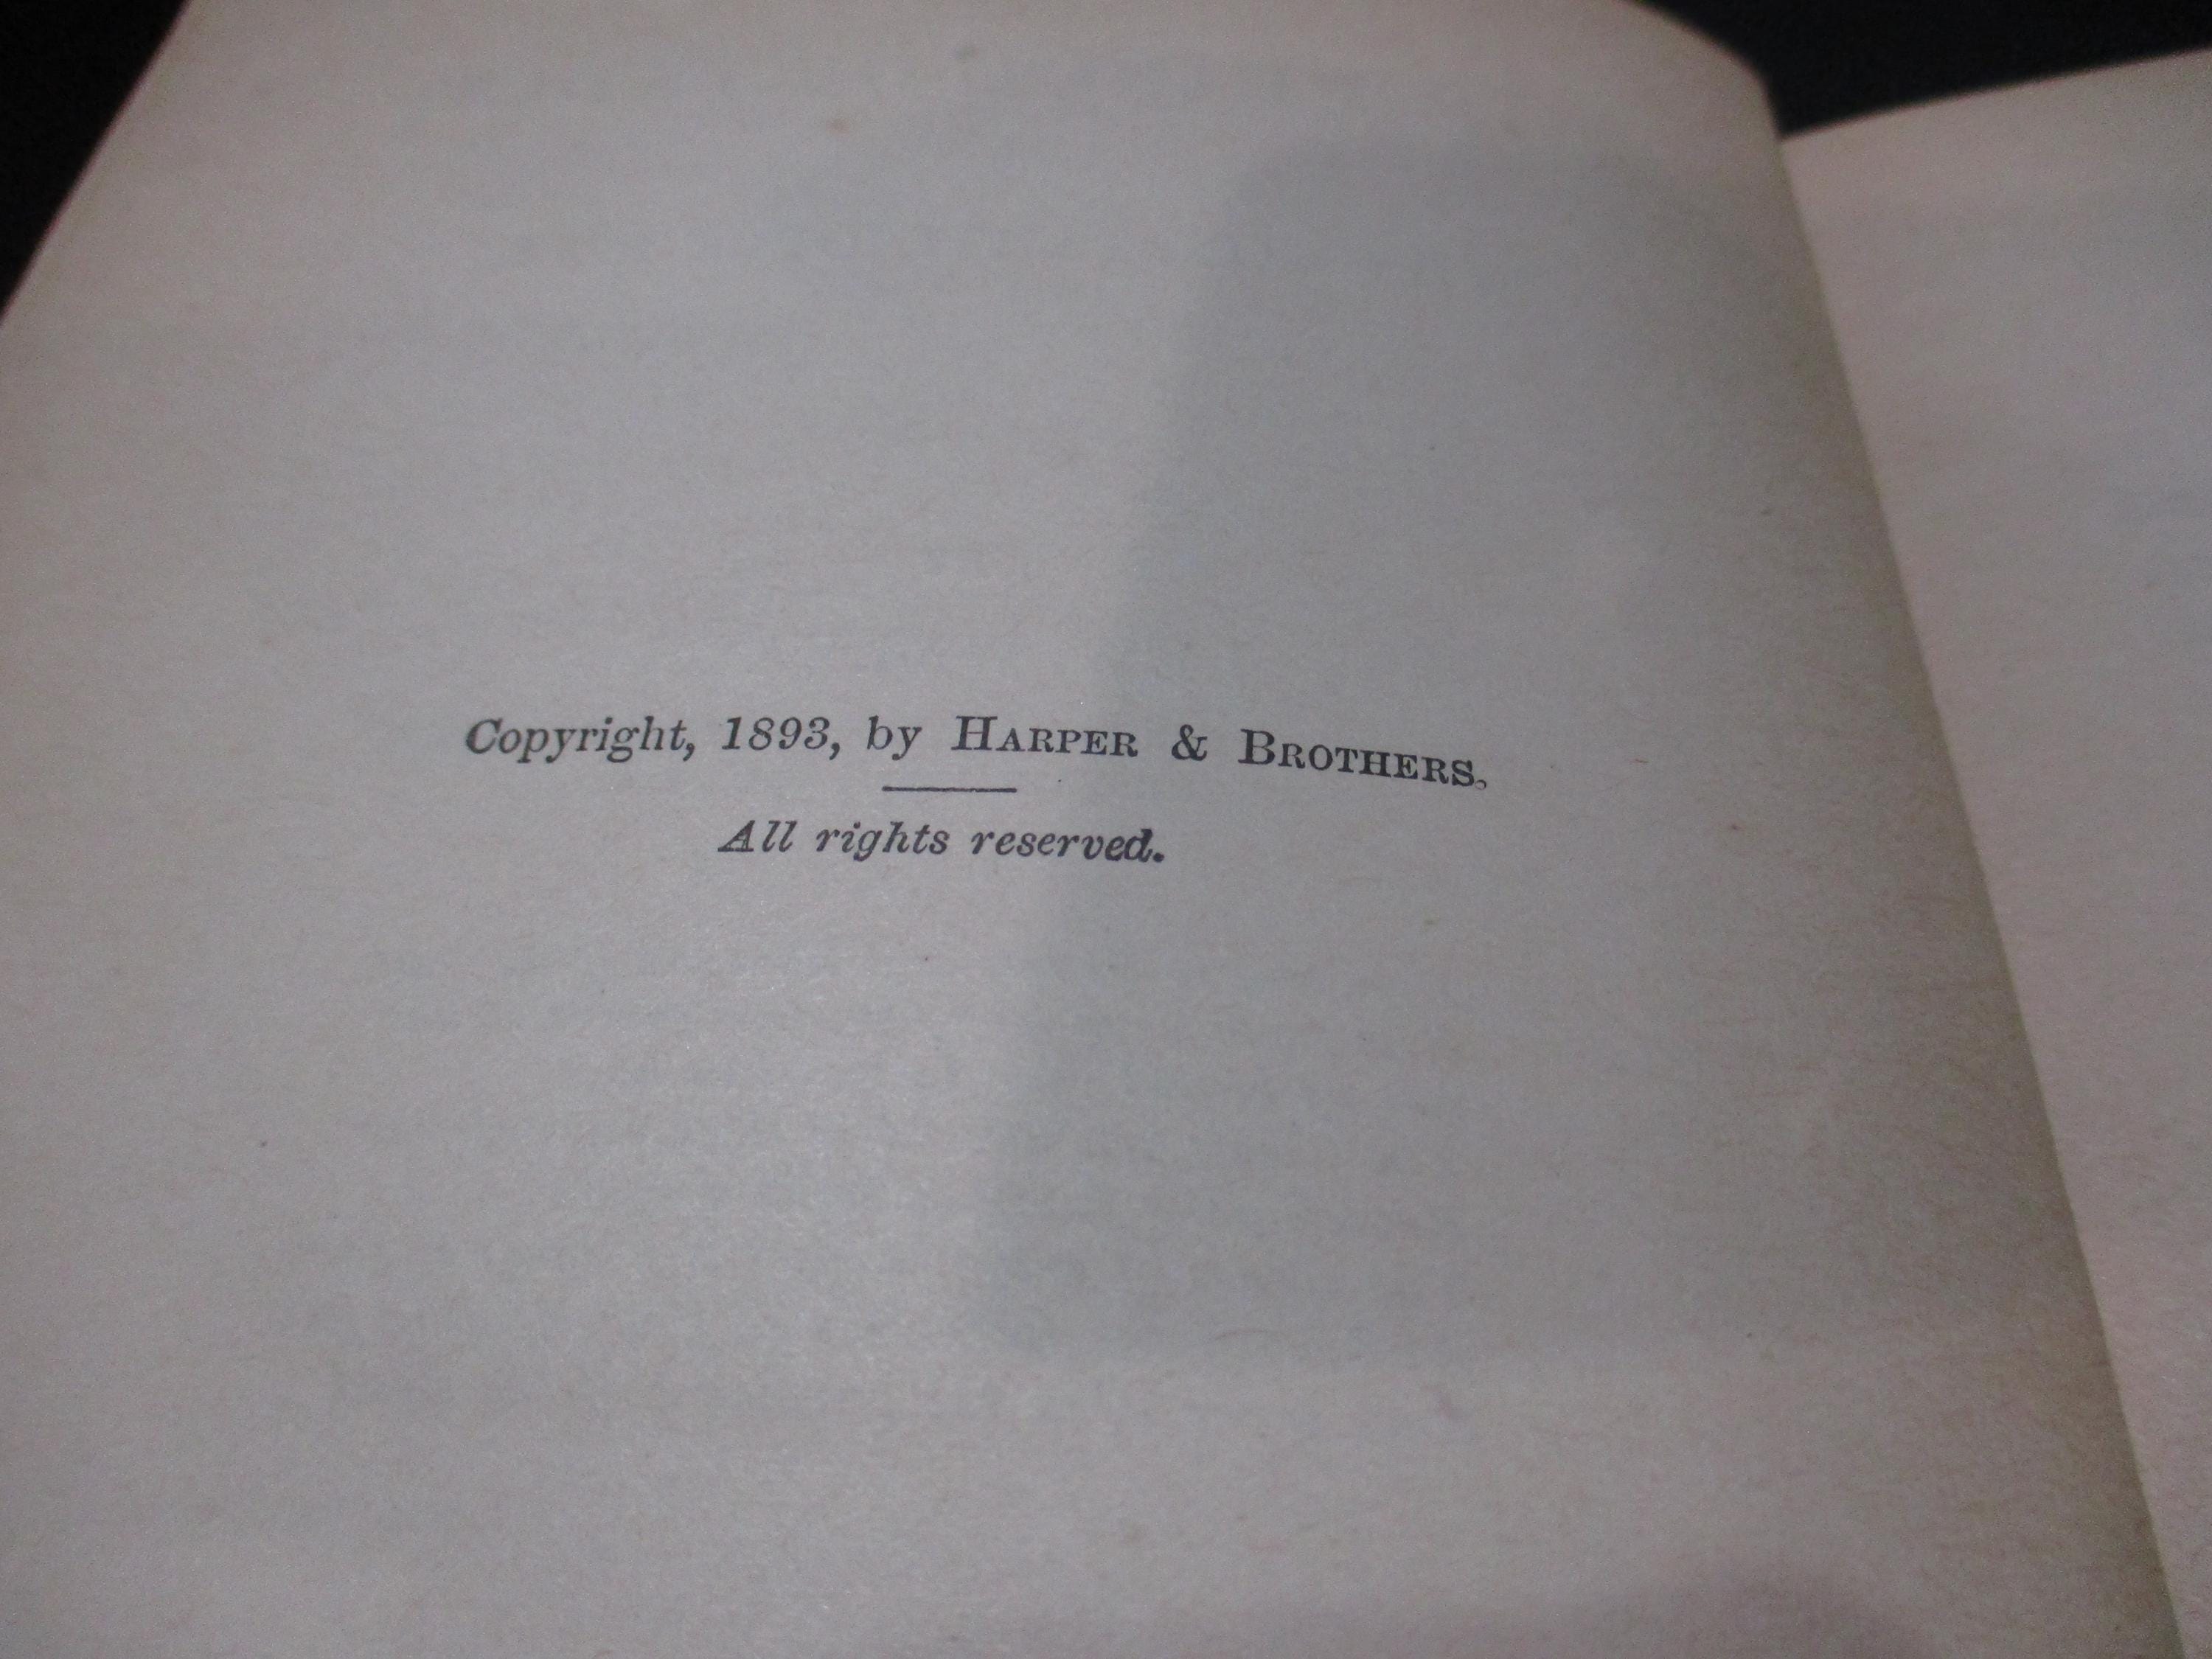 Copyright, 1893, by HARPER & BROTHERS.
All rights reserved.